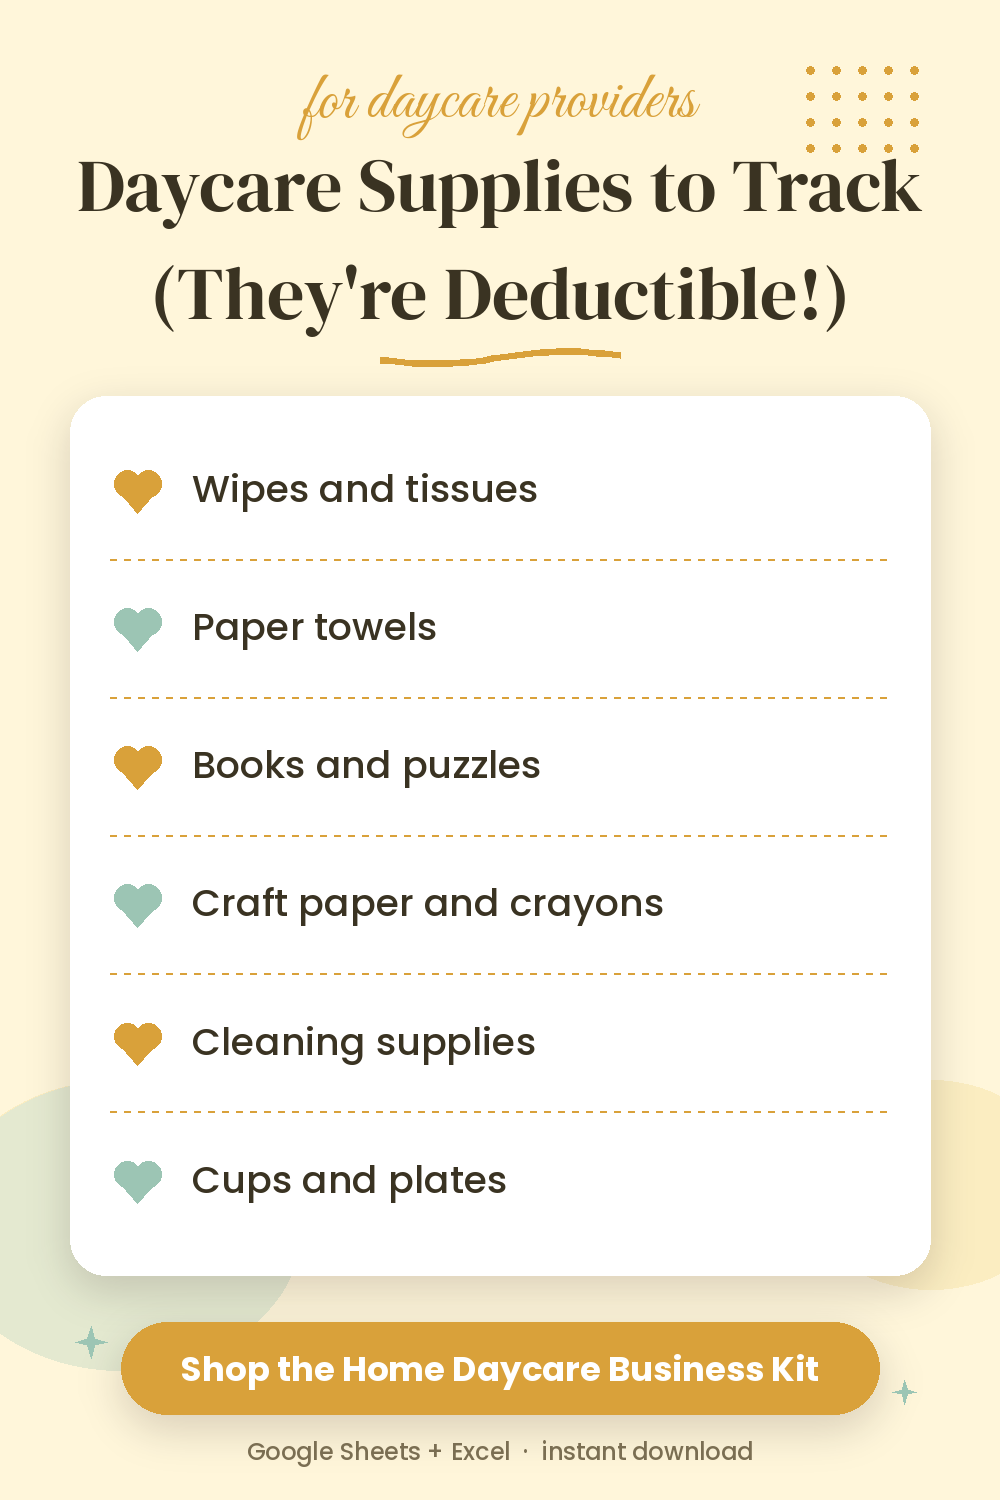 for daycare providers
Daycare Supplies to Track
(They're Deductible!)
Wipes and tissues
Paper towels
Books and puzzles
Craft paper and crayons
Cleaning supplies
Cups and plates
Shop the Home Daycare Business Kit
Google Sheets + Excel · instant download